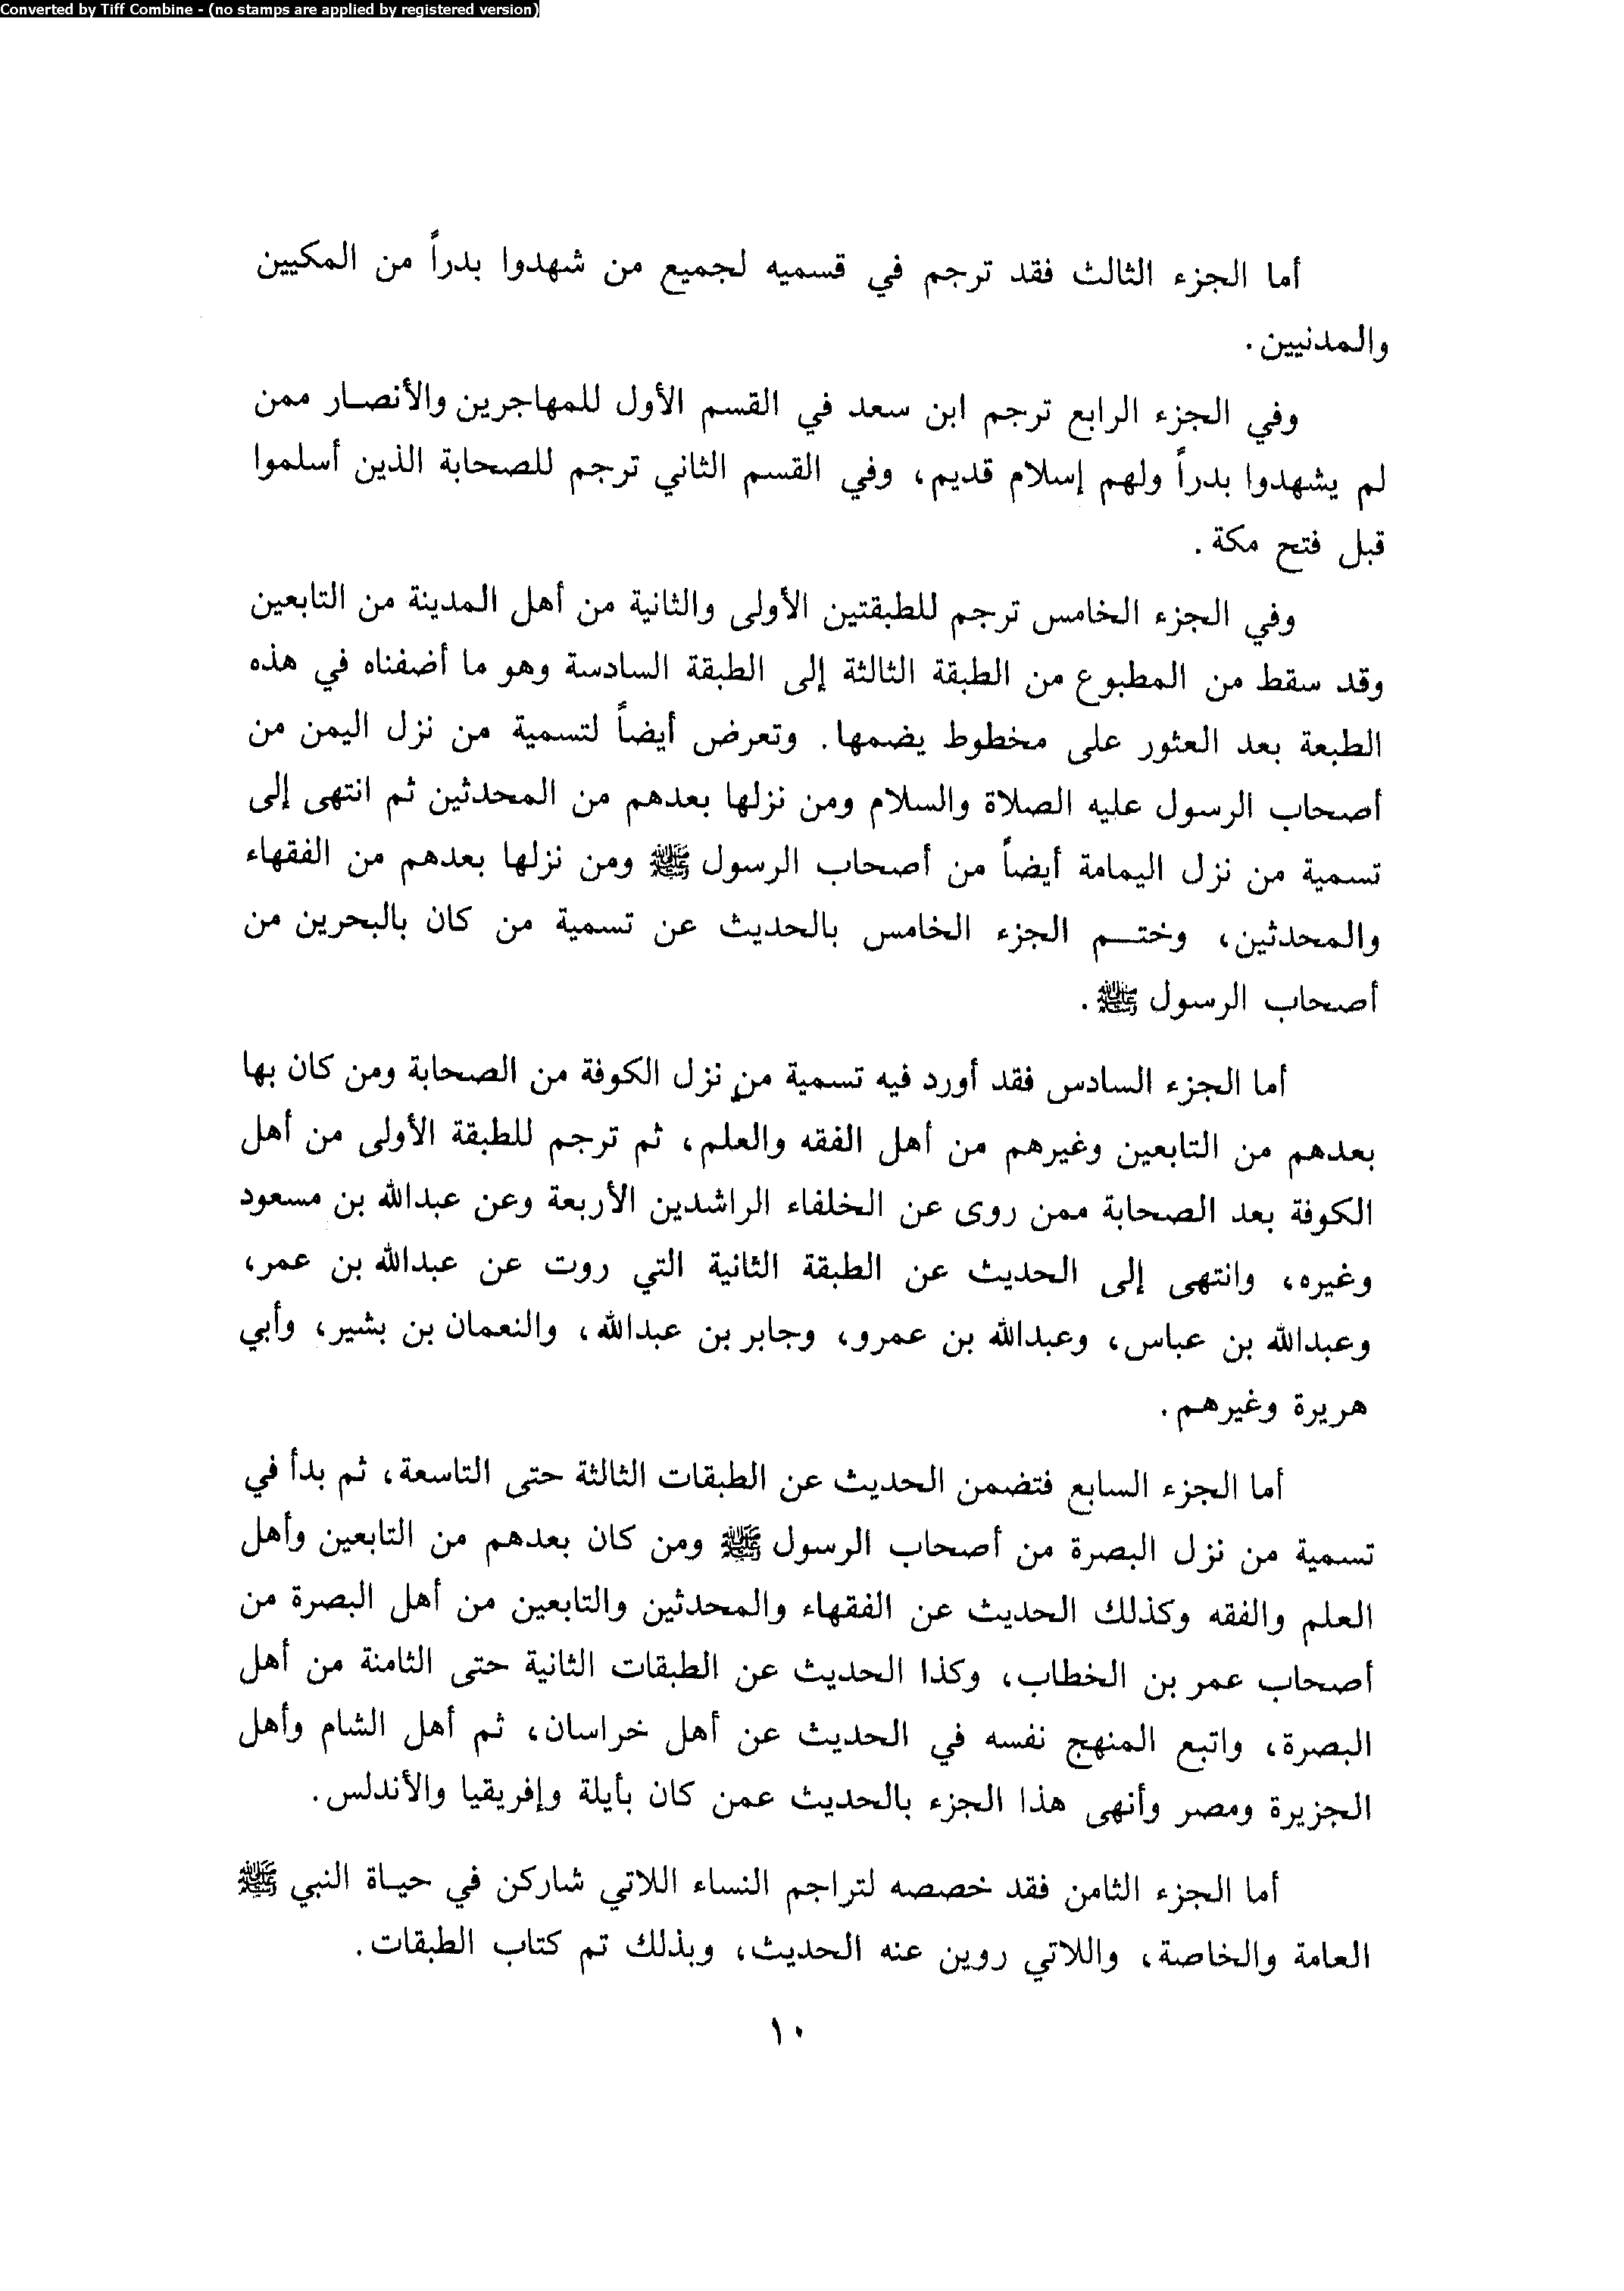 Converted by Tiff Combine - (no stamps are applied by registered version)
أما الجزء الثالث فقد ترجم في قسميه لجميع من شهدوا بدراً من المكيين
والمدنيين.
وفي الجزء الرابع ترجم ابن سعد في القسم الأول للمهاجرين والأنصار ممن
لم يشهدوا بدراً ولهم إسلام قديم، وفي القسم الثاني ترجم للصحابة الذين أسلموا
قبل فتح مكة.
وفي الجزء الخامس ترجم للطبقتين الأولى والثانية من أهل المدينة من التابعين
وقد سقط من المطبوع من الطبقة الثالثة إلى الطبقة السادسة وهو ما أضفناه في هذه
الطبعة بعد العثور على مخطوط يضمها. وتعرض أيضاً لتسمية من نزل اليمن من
أصحاب الرسول عليه الصلاة والسلام ومن نزلها بعدهم من المحدثين ثم انتهى إلى
تسمية من نزل اليمامة أيضاً من أصحاب الرسول ﷺ ومن نزلها بعدهم من الفقهاء
والمحدثين، وختـــم الجزء الخامس بالحديث عن تسمية من كان بالبحرين من
أصحاب الرسول ﷺ.
أما الجزء السادس فقد أورد فيه تسمية من نزل الكوفة من الصحابة ومن كان بها
بعدهم من التابعين وغيرهم من أهل الفقه والعلم، ثم ترجم للطبقة الأولى من أهل
الكوفة بعد الصحابة ممن روى عن الخلفاء الراشدين الأربعة وعن عبدالله بن مسعود
وغيره، وانتهى إلى الحديث عن الطبقة الثانية التي روت عن عبدالله بن عمر،
وعبدالله بن عباس، وعبدالله بن عمرو، وجابر بن عبدالله، والنعمان بن بشير، وأبي
هريرة وغيرهم.
أما الجزء السابع فتضمن الحديث عن الطبقات الثالثة حتى التاسعة، ثم بدأ في
تسمية من نزل البصرة من أصحاب الرسول ﷺ ومن كان بعدهم من التابعين وأهل
العلم والفقه وكذلك الحديث عن الفقهاء والمحدثين والتابعين من أهل البصرة من
أصحاب عمر بن الخطاب، وكذا الحديث عن الطبقات الثانية حتى الثامنة من أهل
البصرة، واتبع المنهج نفسه في الحديث عن أهل خراسان، ثم أهل الشام وأهل
الجزيرة ومصر وأنهى هذا الجزء بالحديث عمن كان بأيلة وإفريقيا والأندلس.
أما الجزء الثامن فقد خصصه لتراجم النساء اللاتي شاركن في حيـاة النبي ﷺ
العامة والخاصة، واللاتي روين عنه الحديث، وبذلك تم كتاب الطبقات.
١٠